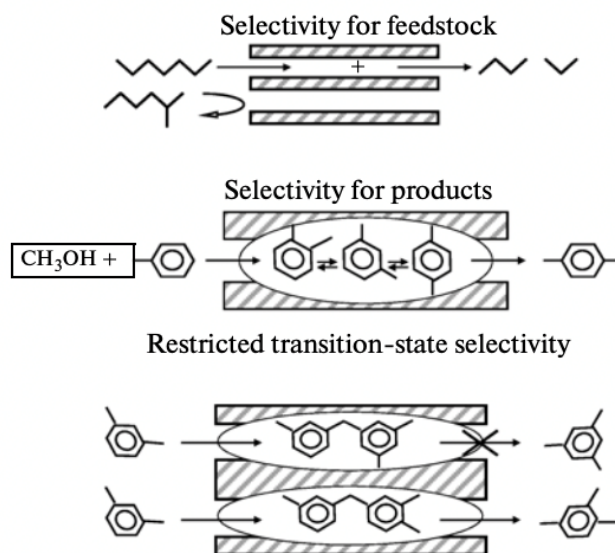 Selectivity for feedstock
+
Selectivity for products
CH₃OH +
Restricted transition-state selectivity